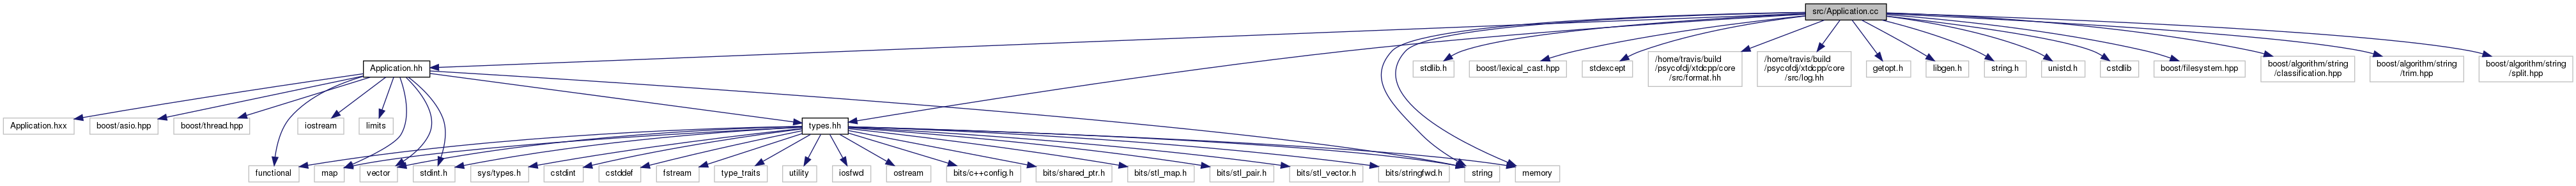 src/Application.cc
Application.hh
stdlib.h
boost/lexical_cast.hpp
stdexcept
/home/travis/build
/psycofdj/xtdcpp/core
/src/format.hh
/home/travis/build
/psycofdj/xtdcpp/core
/src/log.hh
getopt.h
libgen.h
string.h
unistd.h
cstdlib
boost/filesystem.hpp
boost/algorithm/string
/classification.hpp
boost/algorithm/string
/trim.hpp
boost/algorithm/string
/split.hpp
Application.hxx
boost/asio.hpp
boost/thread.hpp
iostream
limits
types.hh
functional
map
vector
stdint.h
sys/types.h
cstdint
cstddef
fstream
type_traits
utility
iosfwd
ostream
bits/c++config.h
bits/shared_ptr.h
bits/stl_map.h
bits/stl_pair.h
bits/stl_vector.h
bits/stringfwd.h
string
memory